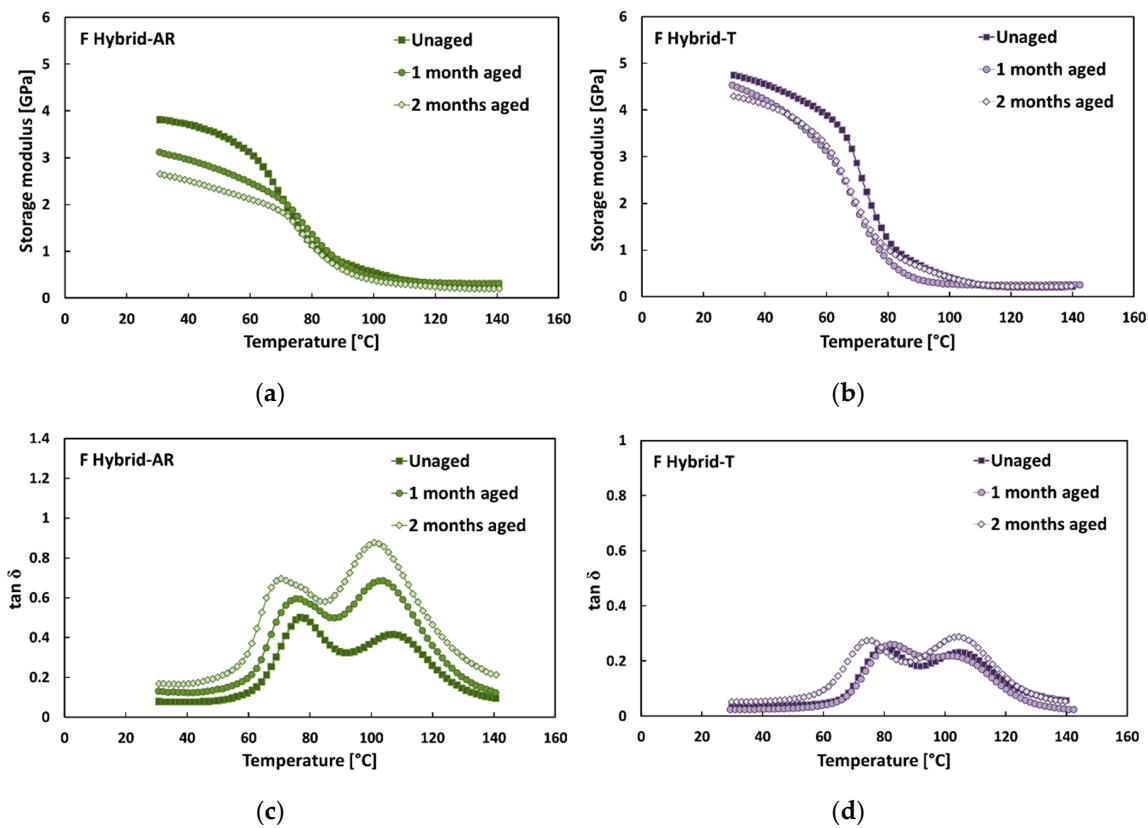 F Hybrid-AR
Unaged
1 month aged
2 months aged
Storage modulus [GPa]
6
5
4
3
2
1
0
0 20 40 60 80 100 120 140 160
Temperature [°C]
(a)
F Hybrid-T
Unaged
1 month aged
2 months aged
Storage modulus [GPa]
6
5
4
3
2
1
0
0 20 40 60 80 100 120 140 160
Temperature [°C]
(b)
F Hybrid-AR
Unaged
1 month aged
2 months aged
tan δ
1.4
1.2
1
0.8
0.6
0.4
0.2
0
0 20 40 60 80 100 120 140 160
Temperature [°C]
(c)
F Hybrid-T
Unaged
1 month aged
2 months aged
tan δ
1
0.8
0.6
0.4
0.2
0
0 20 40 60 80 100 120 140 160
Temperature [°C]
(d)